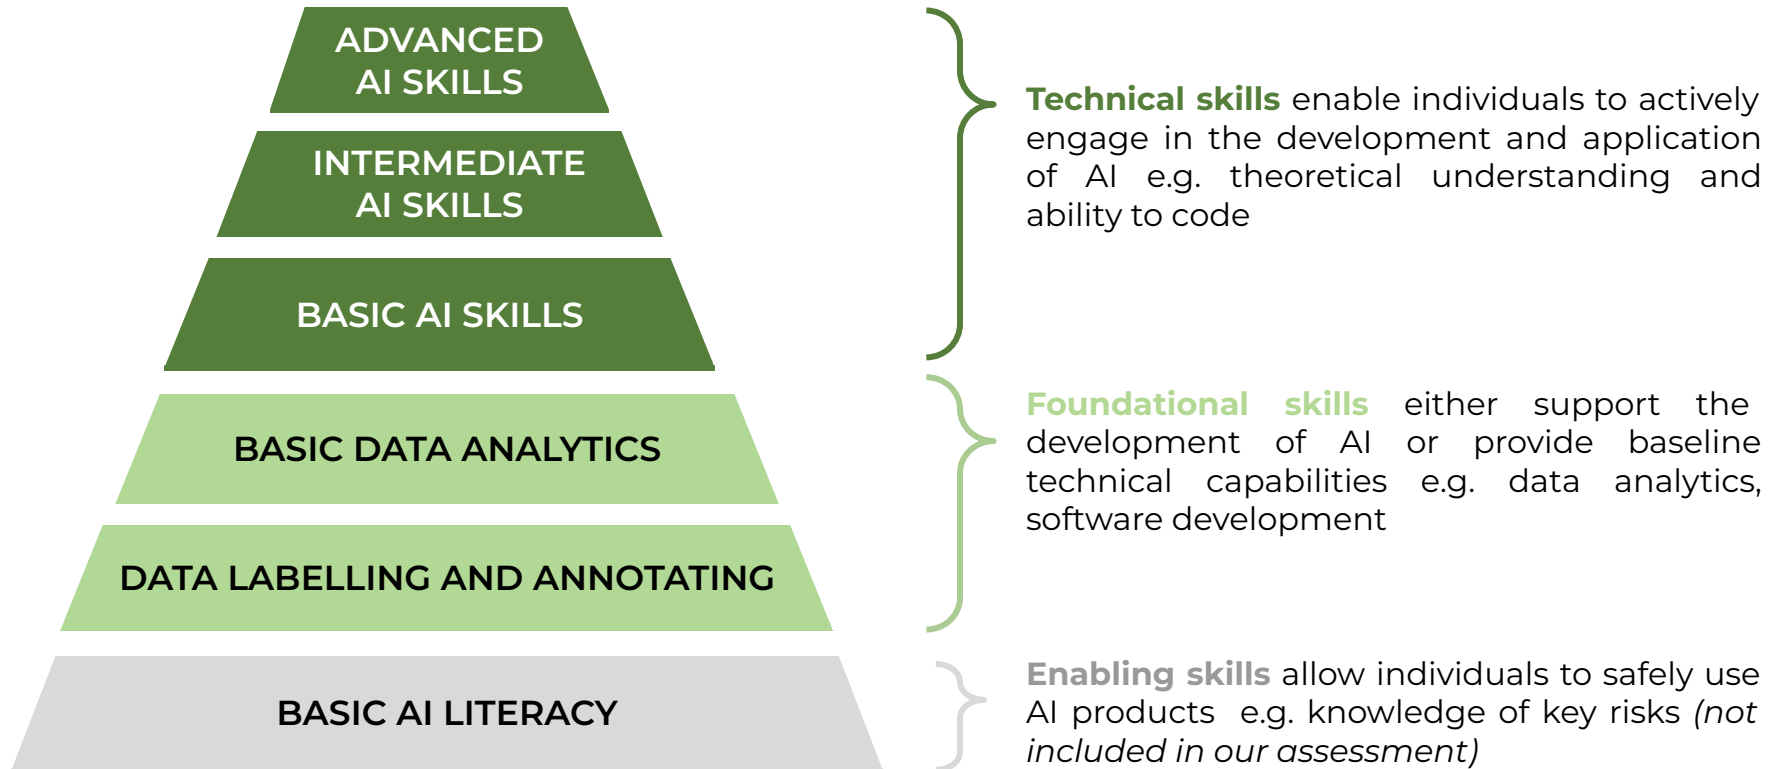 ADVANCED
AI SKILLS
INTERMEDIATE
AI SKILLS
BASIC AI SKILLS
BASIC DATA ANALYTICS
DATA LABELLING AND ANNOTATING
BASIC AI LITERACY
Technical skills enable individuals to actively
engage in the development and application
of AI e.g. theoretical understanding and
ability to code
Foundational skills either support the
development of AI or provide baseline
technical capabilities e.g. data analytics,
software development
Enabling skills allow individuals to safely use
AI products e.g. knowledge of key risks (not
included in our assessment)